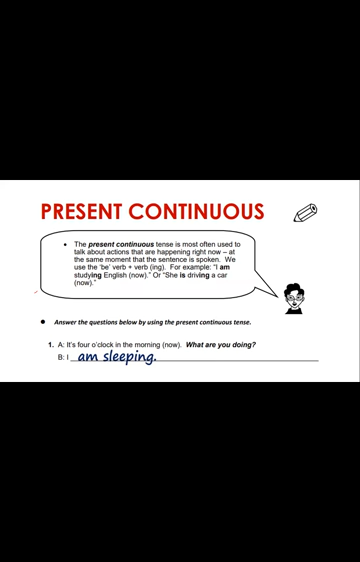 PRESENT CONTINUOUS
• The present continuous tense is most often used to
talk about actions that are happening right now – at
the same moment that the sentence is spoken. We
use the 'be' verb + verb (ing). For example: "I am
studying English (now)." Or "She is driving a car
(now)."
● Answer the questions below by using the present continuous tense.
1. A: It's four o'clock in the morning (now). What are you doing?
B: I am sleeping.